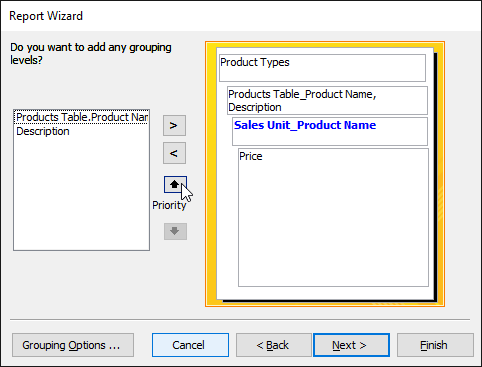 Report Wizard
Do you want to add any grouping
levels?
Products Table.Product Nam
Description
>
<
Priority
Product Types
Products Table_Product Name,
Description
Sales Unit_Product Name
Price
Grouping Options ...
Cancel
< Back
Next >
Finish